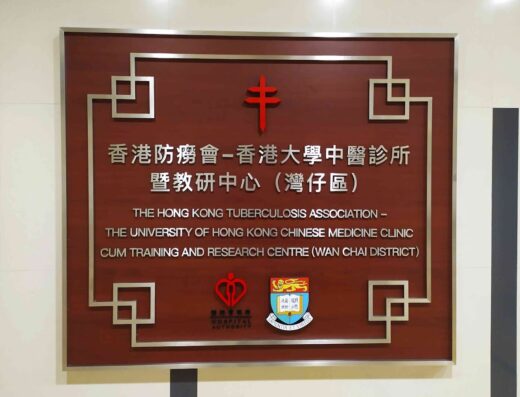 香港防癆會–香港大學中醫診所
暨教研中心（灣仔區）
THE HONG KONG TUBERCULOSIS ASSOCIATION –
THE UNIVERSITY OF HONG KONG CHINESE MEDICINE CLINIC
CUM TRAINING AND RESEARCH CENTRE (WAN CHAI DISTRICT)
HOSPITAL
AUTHORITY